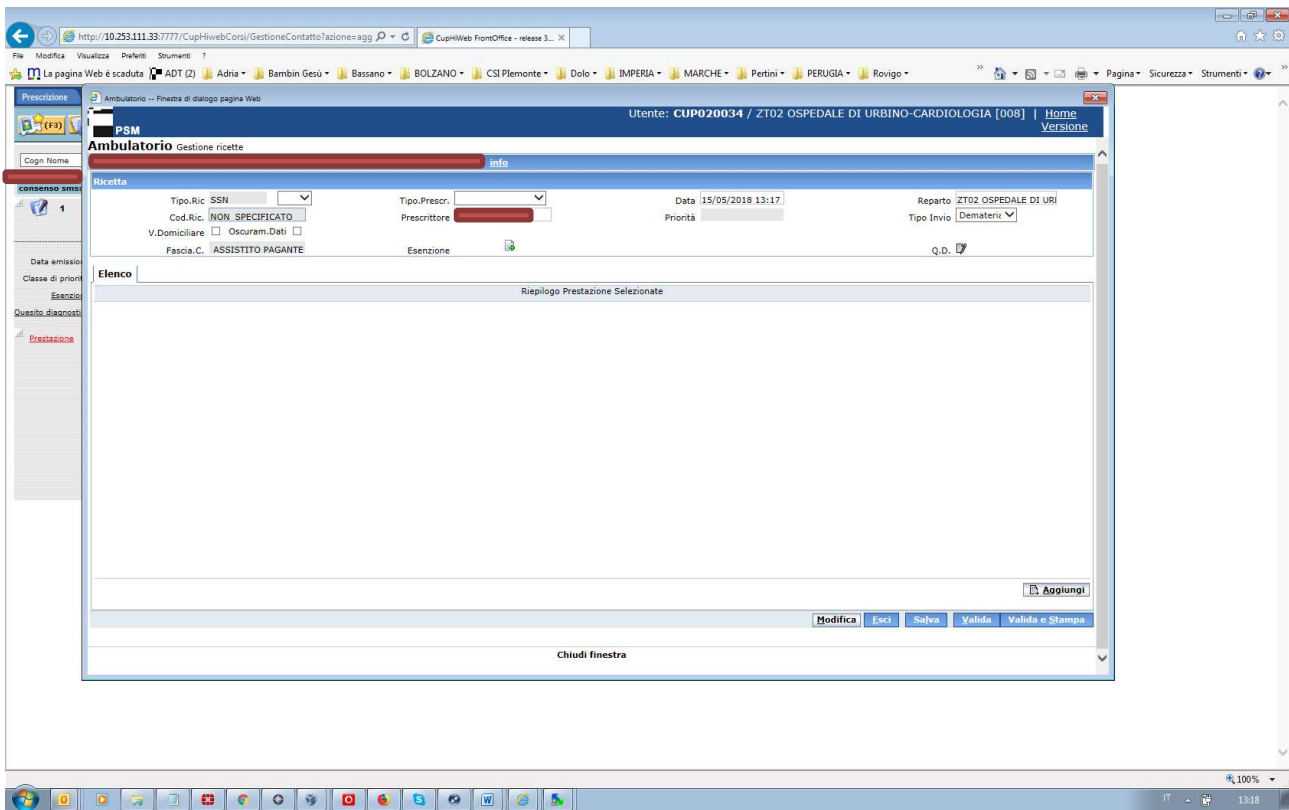 http://10.253.111.33:7777/CupHiwebCorsi/GestioneContatto?azione=agg
CupHiWeb FrontOffice - release 3...
File Modifica Visualizza Preferiti Strumenti ?
La pagina Web è scaduta ADT (2) Adria Bambin Gesù Bassano BOLZANO CSI Piemonte Dolo IMPERIA MARCHE Pertini PERUGIA Rovigo » Pagina Sicurezza Strumenti »
Prescrizione
Ambulatorio -- Finestra di dialogo pagina Web
(F3)
PSM
Utente: CUP020034 / ZT02 OSPEDALE DI URBINO-CARDIOLOGIA [008] | Home
Versione
Ambulatorio Gestione ricette
Cogn Nome
info
consenso sms:
Ricetta
1
Tipo.Ric SSN Tipo.Prescr. Data 15/05/2018 13:17 Reparto ZT02 OSPEDALE DI URI
Cod.Ric. NON SPECIFICATO Prescrittore Priorità Tipo Invio Demateria
V.Domiciliare Oscuram.Dati
Fascia.C. ASSISTITO PAGANTE Esenzione Q.D.
Data emissio
Classe di priorit
Esenzio
Quesito diagnosti
Prestazione
Elenco
Riepilogo Prestazione Selezionate
Aggiungi
Modifica Esci Salva Valida Valida e Stampa
Chiudi finestra
100%
IT 13:18